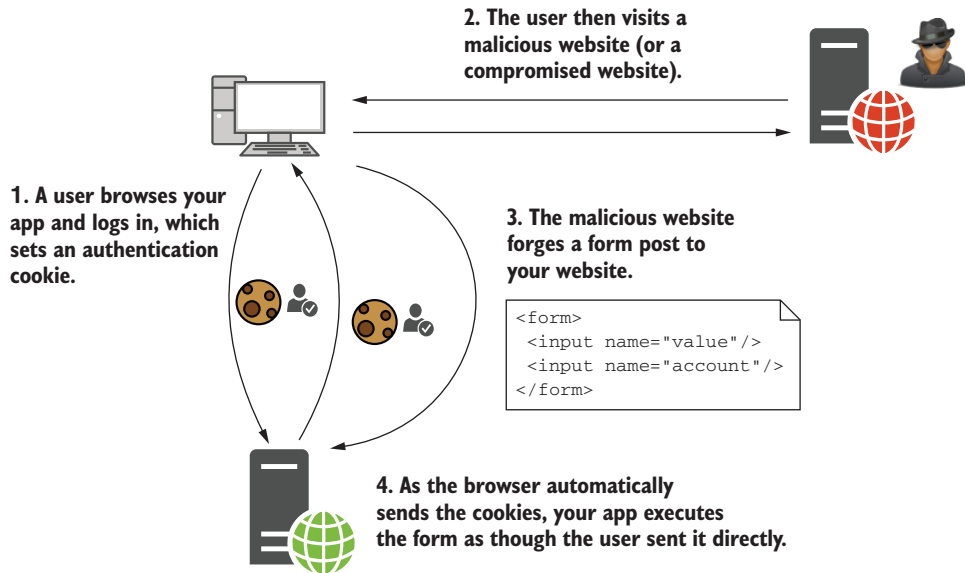 1. A user browses your
app and logs in, which
sets an authentication
cookie.
2. The user then visits a
malicious website (or a
compromised website).
3. The malicious website
forges a form post to
your website.
<form>
<input name="value"/>
<input name="account"/>
</form>
4. As the browser automatically
sends the cookies, your app executes
the form as though the user sent it directly.